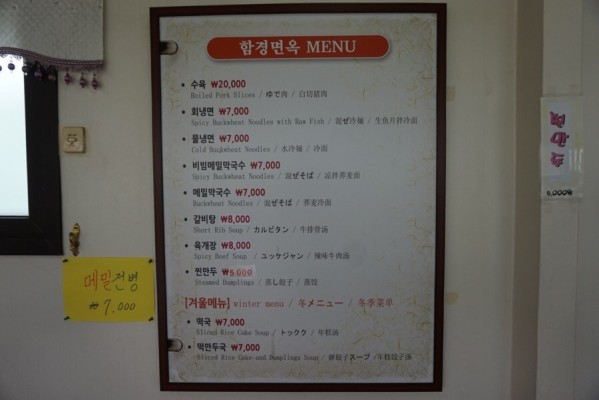 함경면옥 MENU
• 수육 ₩20,000
Boiled Pork Slices / ゆで肉 / 白切猪肉
• 회냉면 ₩7,000
Spicy Buckwheat Noodles with Raw Fish / 混ぜ冷麺 / 生鱼片拌冷面
• 물냉면 ₩7,000
Cold Buckwheat Noodles / 水冷麺 / 冷面
• 비빔메밀막국수 ₩7,000
Spicy Buckwheat Noodles / 混ぜそば / 凉拌荞麦面
• 메밀막국수 ₩7,000
Buckwheat Noodles / 混ぜそば / 荞麦冷面
• 갈비탕 ₩8,000
Short Rib Soup / カルビタン / 牛排骨汤
• 육개장 ₩8,000
Spicy Beef Soup / ユッケジャン / 辣味牛肉汤
• 찐만두 ₩5,000
Steamed Dumplings / 蒸し餃子 / 蒸饺
[겨울메뉴] winter menu / 冬メニュー / 冬季菜单
• 떡국 ₩7,000
Sliced Rice Cake Soup / トックク / 年糕汤
• 떡만두국 ₩7,000
Sliced Rice Cake and Dumplings Soup / 餅餃子スープ /年糕饺子汤
메밀전병
₩7,000